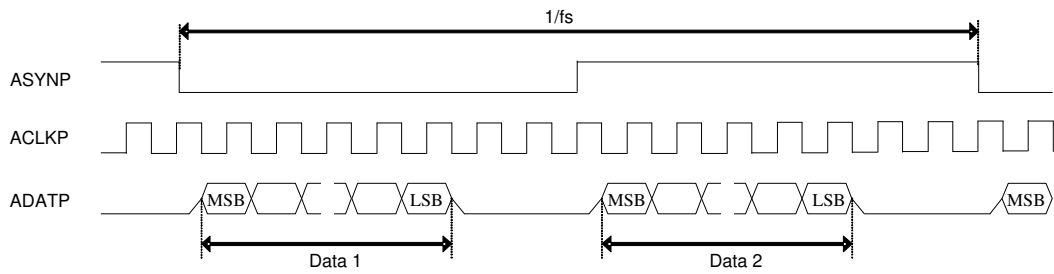 1/fs
ASYNP
ACLKP
ADATP
MSB
LSB
MSB
LSB
MSB
Data 1
Data 2